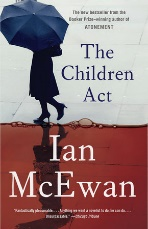 The new bestseller from the
Booker Prize–winning author of
ATONEMENT
The
Children
Act
Ian
McEwan